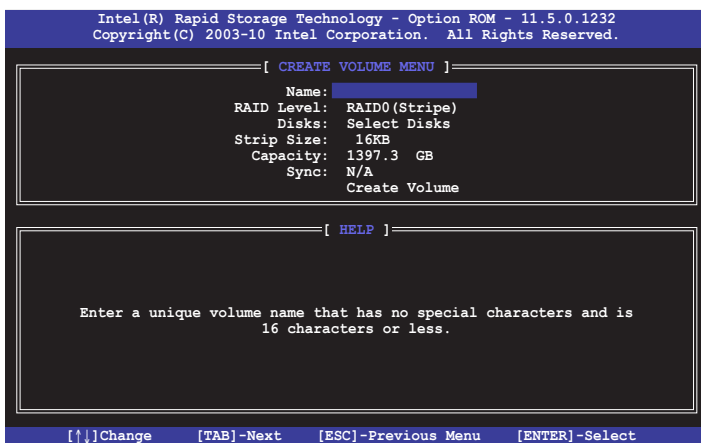 Intel(R) Rapid Storage Technology - Option ROM - 11.5.0.1232
Copyright(C) 2003-10 Intel Corporation. All Rights Reserved.
[ CREATE VOLUME MENU ]
Name:
RAID Level: RAID0(Stripe)
Disks: Select Disks
Strip Size: 16KB
Capacity: 1397.3 GB
Sync: N/A
Create Volume
[ HELP ]
Enter a unique volume name that has no special characters and is
16 characters or less.
[↑↓]Change [TAB]-Next [ESC]-Previous Menu [ENTER]-Select